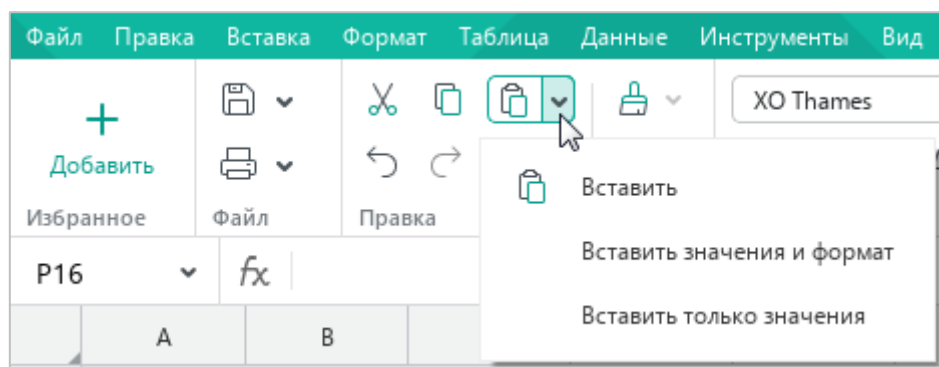 Файл Правка Вставка Формат Таблица Данные Инструменты Вид
XO Thames
Добавить
Вставить
Избранное Файл Правка
Вставить значения и формат
P16 fx
Вставить только значения
A B